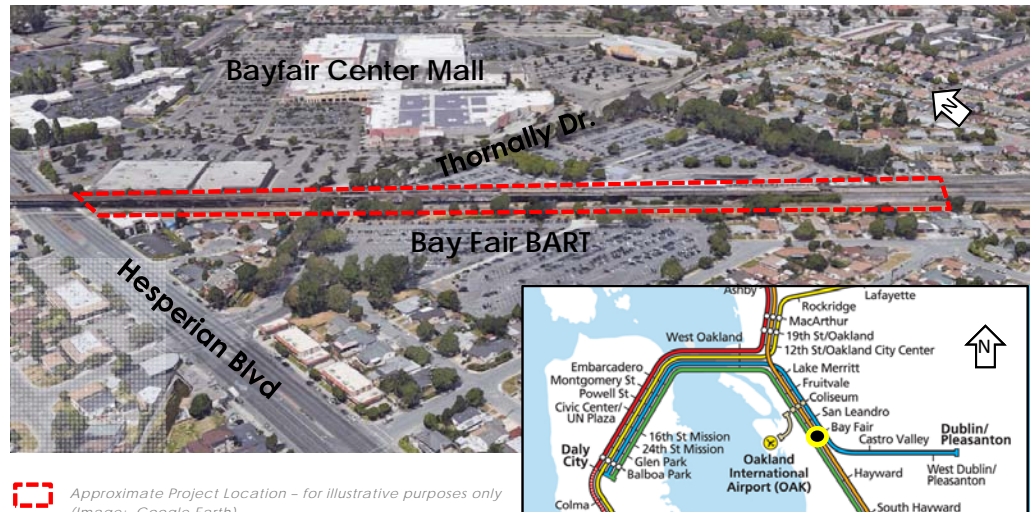 Bayfair Center Mall
N
Thornally Dr.
Bay Fair BART
Hesperian Blvd
Ashby
Lafayette
Rockridge
MacArthur
19th St/Oakland
West Oakland
12th St/Oakland City Center
N
Embarcadero
Montgomery St
Powell St
Civic Center/
UN Plaza
Lake Merritt
Fruitvale
Coliseum
San Leandro
Bay Fair
Castro Valley
Dublin/
Pleasanton
16th St Mission
24th St Mission
Glen Park
Balboa Park
Daly
City
Oakland
International
Airport (OAK)
West Dublin/
Pleasanton
Hayward
Colma
South Hayward
Approximate Project Location – for illustrative purposes only
(Image: Google Earth)